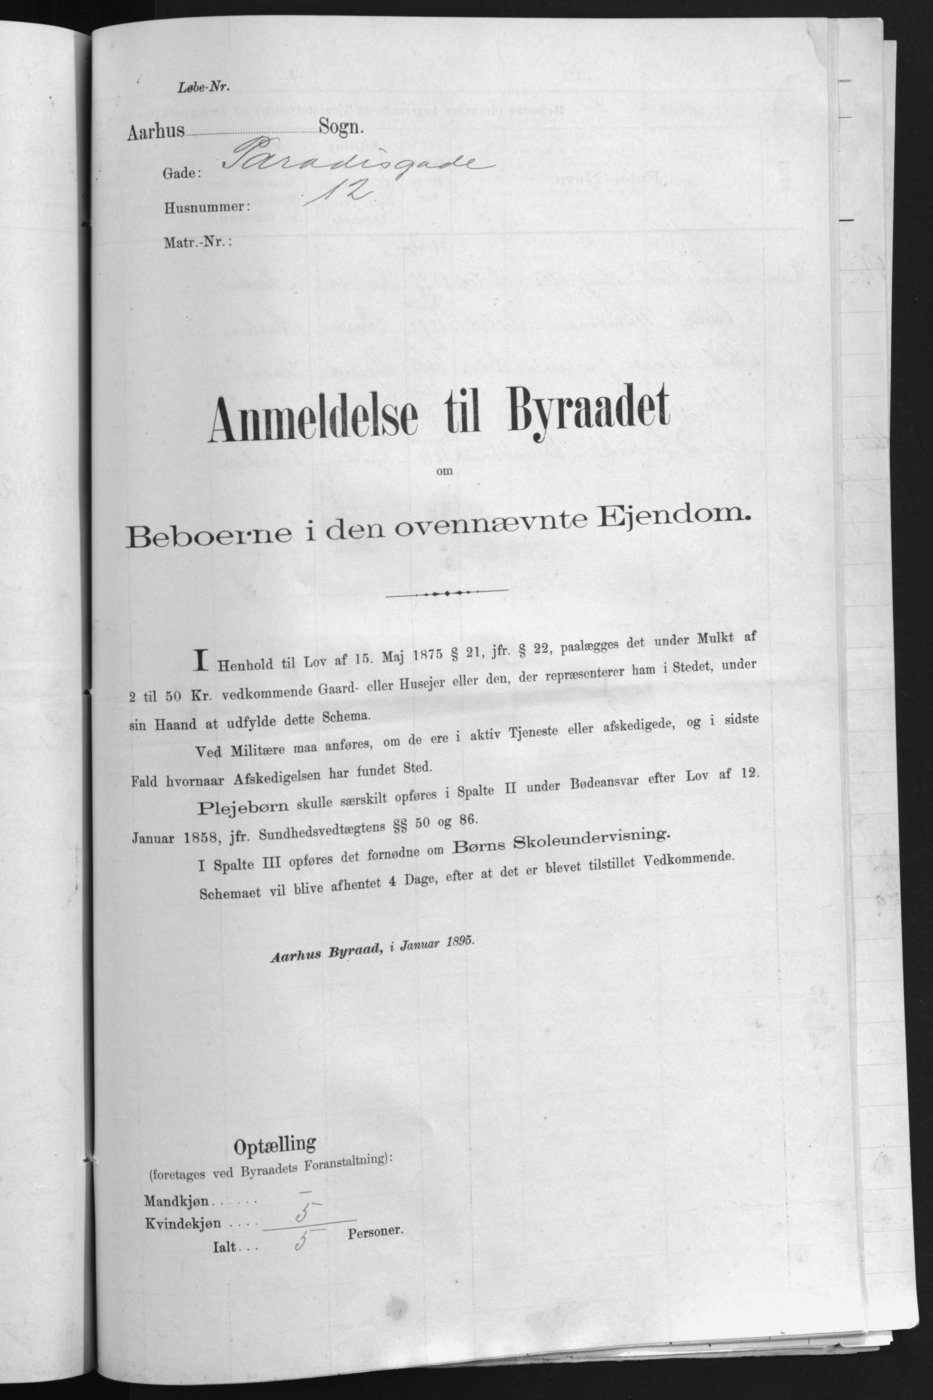 Løbe-Nr.
Aarhus Sogn.
Gade: Paradisgade
Husnummer: 12
Matr.-Nr.:
Anmeldelse til Byraadet
om
Beboerne i den ovennævnte Ejendom.
I Henhold til Lov af 15. Maj 1875 § 21, jfr. § 22, paalægges det under Mulkt af
2 til 50 Kr. vedkommende Gaard- eller Husejer eller den, der repræsenterer ham i Stedet, under
sin Haand at udfylde dette Schema.
Ved Militære maa anføres, om de ere i aktiv Tjeneste eller afskedigede, og i sidste
Fald hvornaar Afskedigelsen har fundet Sted.
Plejebørn skulle særskilt opføres i Spalte II under Bødeansvar efter Lov af 12.
Januar 1858, jfr. Sundhedsvedtægtens §§ 50 og 86.
I Spalte III opføres det fornødne om Børns Skoleundervisning.
Schemaet vil blive afhentet 4 Dage, efter at det er blevet tilstillet Vedkommende.
Aarhus Byraad, i Januar 1895.
Optælling
(foretages ved Byraadets Foranstaltning):
Mandkjøn...... –
Kvindekjøn .... 5
Ialt... 5 Personer.